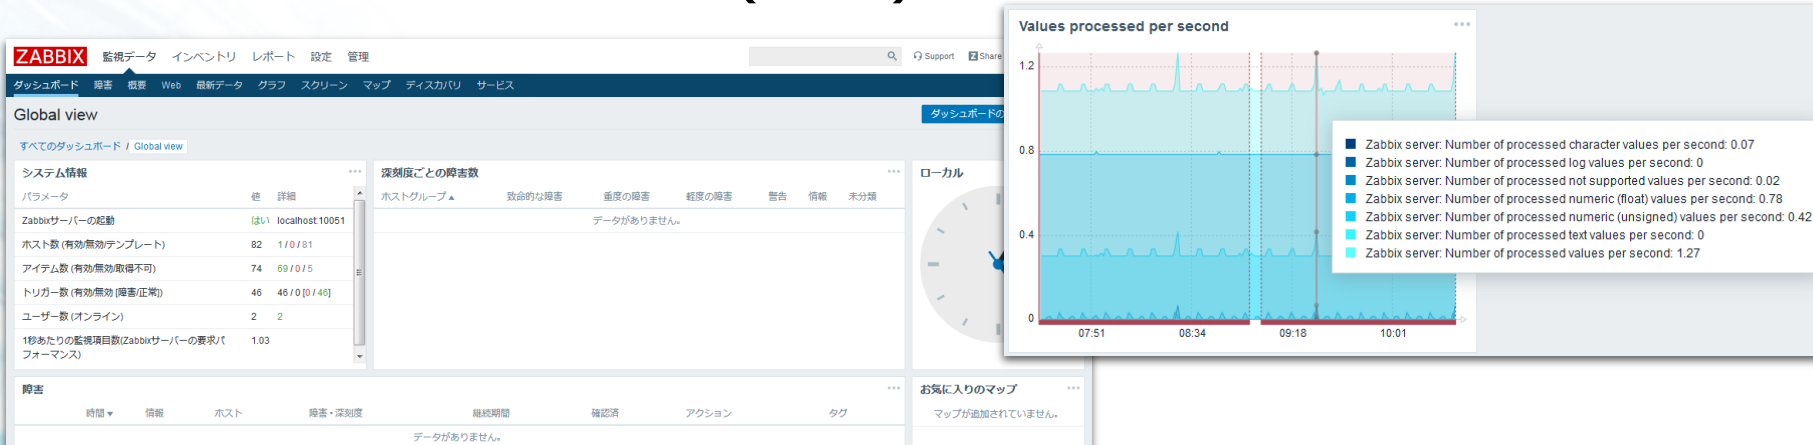 ZABBIX 監視データ インベントリ レポート 設定 管理 Support Share
ダッシュボード 障害 概要 Web 最新データ グラフ スクリーン マップ ディスカバリ サービス
Global view
ダッシュボードの
すべてのダッシュボード / Global view
システム情報
パラメータ 値 詳細
Zabbixサーバーの起動 はい localhost:10051
ホスト数 (有効/無効/テンプレート) 82 1 / 0 / 81
アイテム数 (有効/無効/取得不可) 74 69 / 0 / 5
トリガー数 (有効/無効 [障害/正常]) 46 46 / 0 [0 / 46]
ユーザー数 (オンライン) 2 2
1秒あたりの監視項目数(Zabbixサーバーの要求パ 1.03
フォーマンス)
深刻度ごとの障害数
ホストグループ▲ 致命的な障害 重度の障害 軽度の障害 警告 情報 未分類
データがありません。
ローカル
障害
時間▼ 情報 ホスト 障害・深刻度 継続期間 確認済 アクション タグ
データがありません。
お気に入りのマップ
マップが追加されていません。
Values processed per second
1.2
0.8
0.4
0
07:51 08:34 09:18 10:01
Zabbix server: Number of processed character values per second: 0.07
Zabbix server: Number of processed log values per second: 0
Zabbix server: Number of processed not supported values per second: 0.02
Zabbix server: Number of processed numeric (float) values per second: 0.78
Zabbix server: Number of processed numeric (unsigned) values per second: 0.42
Zabbix server: Number of processed text values per second: 0
Zabbix server: Number of processed values per second: 1.27